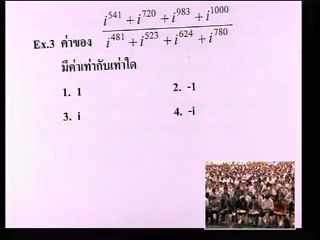 Ex.3 ค่าของ \frac{i^{541} + i^{720} + i^{983} + i^{1000}}{i^{481} + i^{523} + i^{624} + i^{780}}
มีค่าเท่ากับเท่าใด
1. 1 2. -1
3. i 4. -i